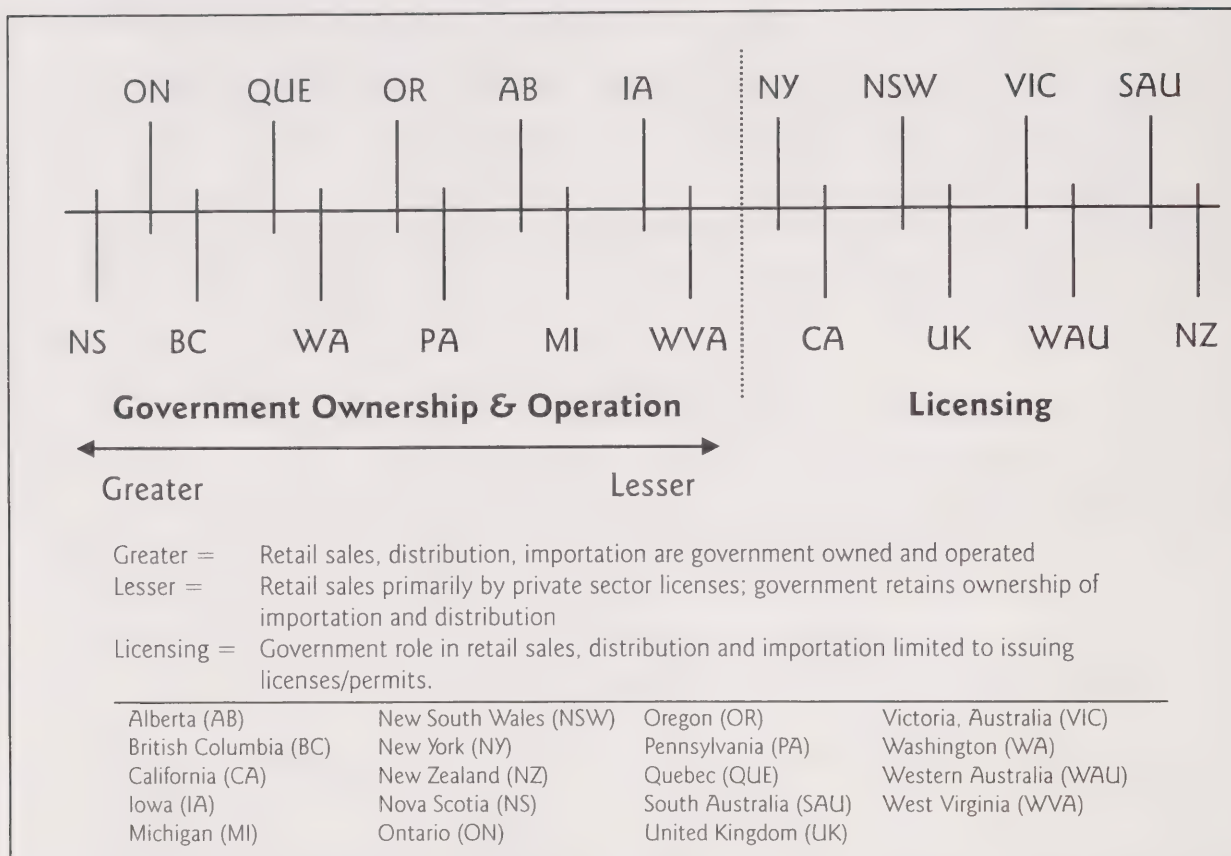 ON QUE OR AB IA NY NSW VIC SAU
NS BC WA PA MI WVA CA UK WAU NZ
Government Ownership & Operation Licensing
Greater Lesser
Greater = Retail sales, distribution, importation are government owned and operated
Lesser = Retail sales primarily by private sector licenses; government retains ownership of
importation and distribution
Licensing = Government role in retail sales, distribution and importation limited to issuing
licenses/permits.
Alberta (AB) New South Wales (NSW) Oregon (OR) Victoria, Australia (VIC)
British Columbia (BC) New York (NY) Pennsylvania (PA) Washington (WA)
California (CA) New Zealand (NZ) Quebec (QUE) Western Australia (WAU)
Iowa (IA) Nova Scotia (NS) South Australia (SAU) West Virginia (WVA)
Michigan (MI) Ontario (ON) United Kingdom (UK)